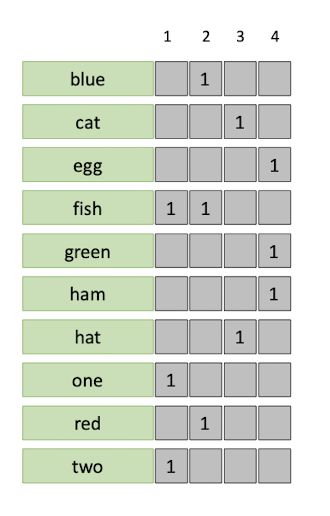 1 2 3 4
blue 1
cat 1
egg 1
fish 1 1
green 1
ham 1
hat 1
one 1
red 1
two 1